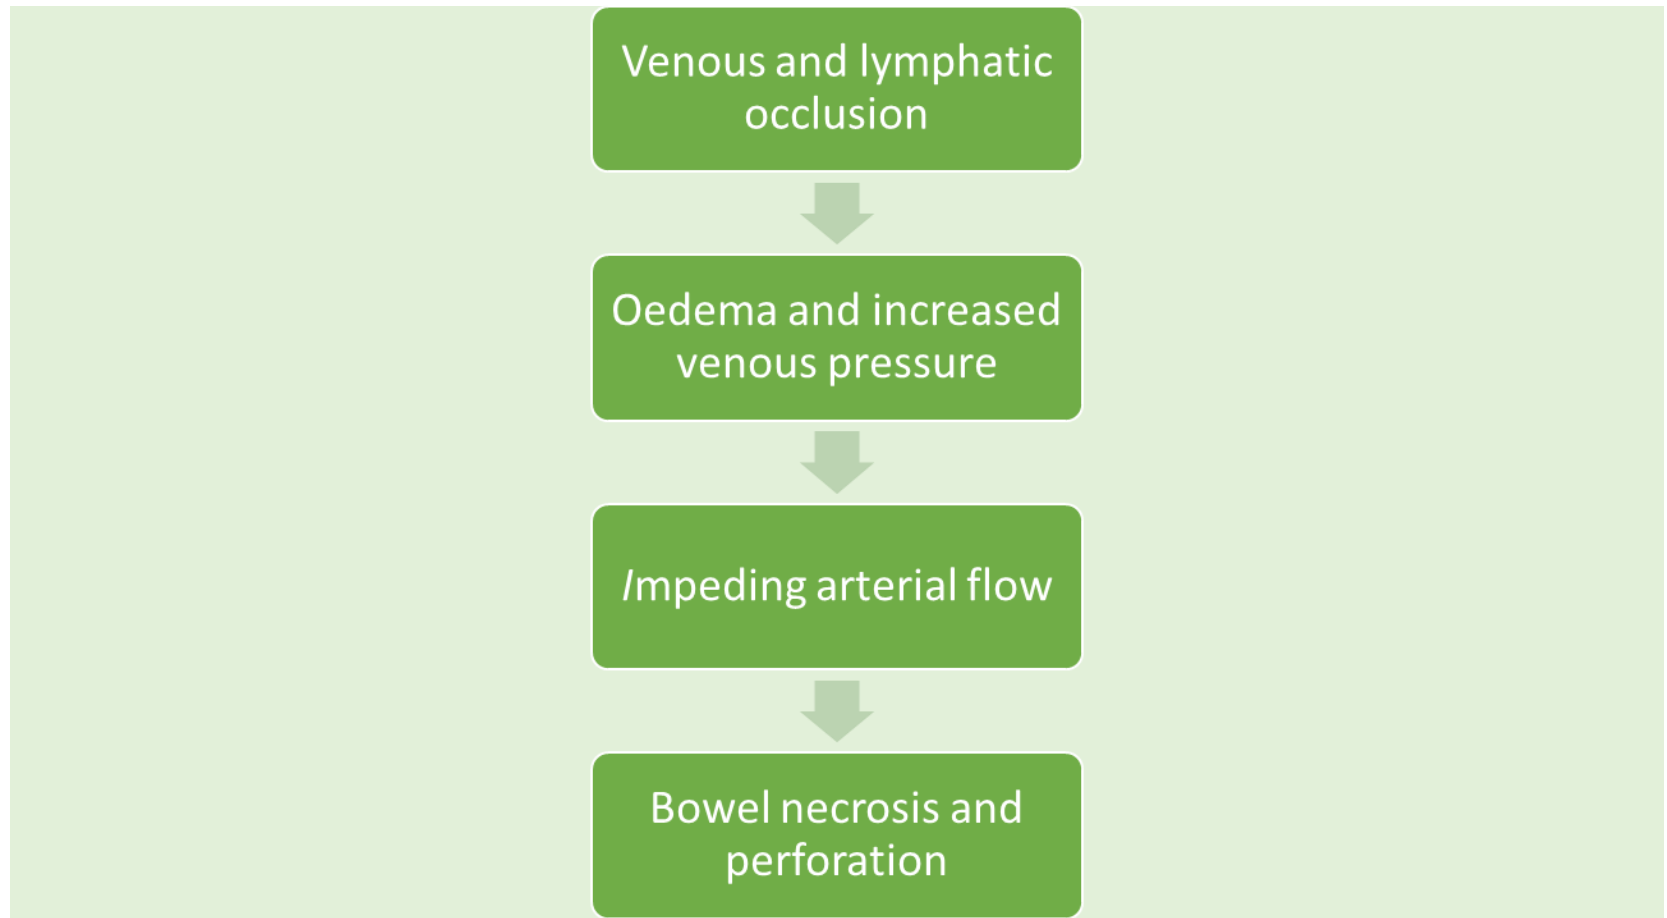 Venous and lymphatic
occlusion
Oedema and increased
venous pressure
Impeding arterial flow
Bowel necrosis and
perforation